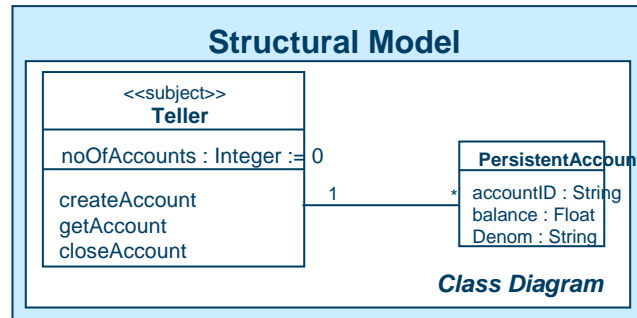 Structural Model
<<subject>>
Teller
noOfAccounts : Integer := 0
createAccount
getAccount
closeAccount
1
*
PersistentAccount
accountID : String
balance : Float
Denom : String
Class Diagram